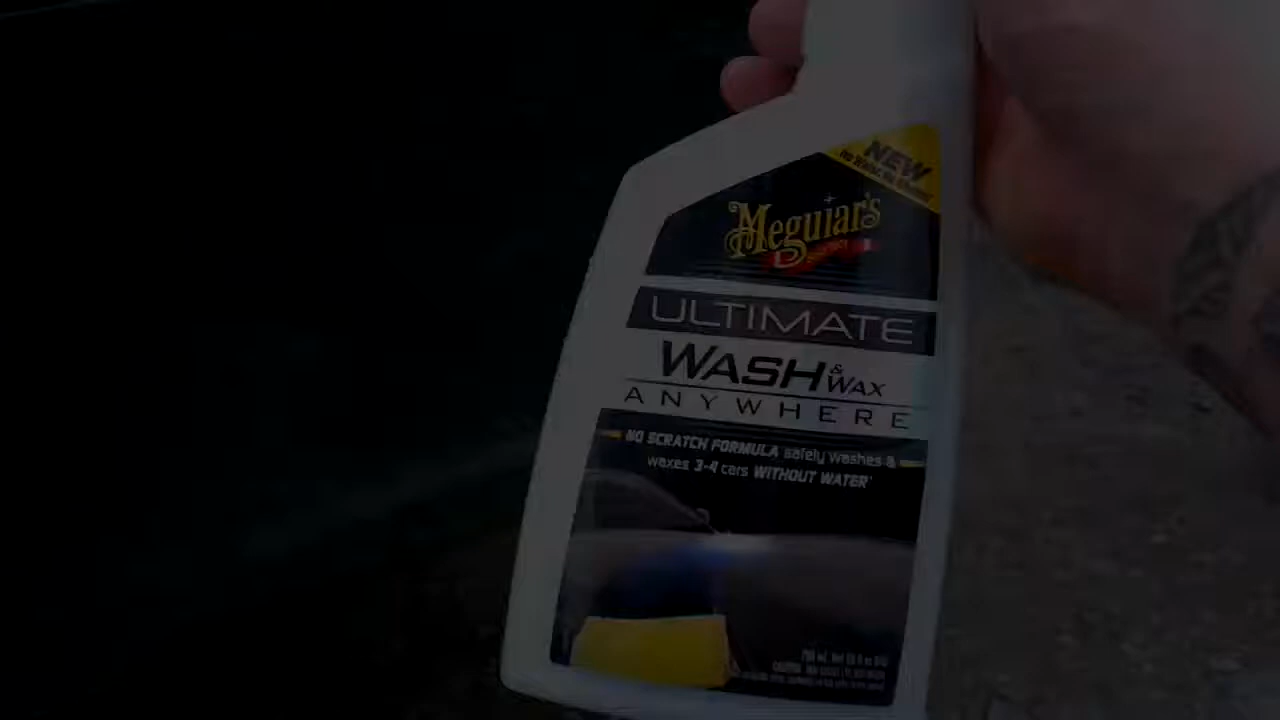 NEW
Meguiar's
ULTIMATE
WASH & WAX
ANYWHERE
NO SCRATCH FORMULA safely washes &
waxes 3-4 cars WITHOUT WATER*